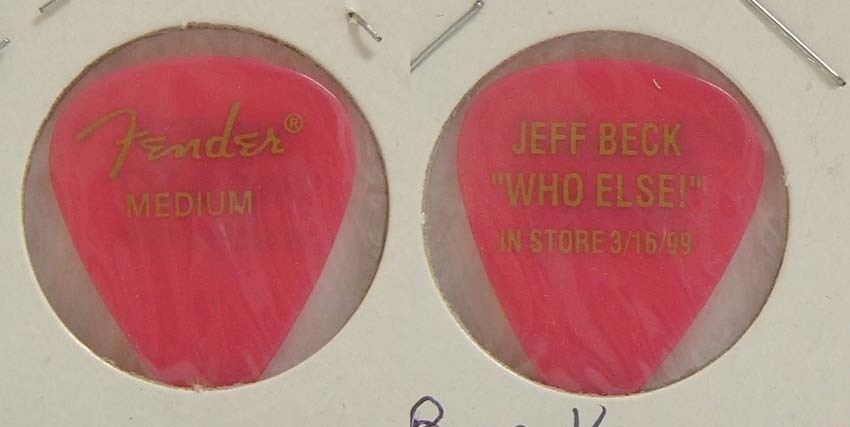 Fender®
MEDIUM
JEFF BECK
"WHO ELSE!"
IN STORE 3/16/99